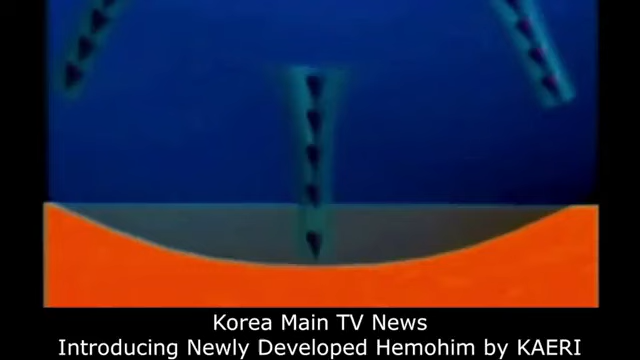 Korea Main TV News
Introducing Newly Developed Hemohim by KAERI